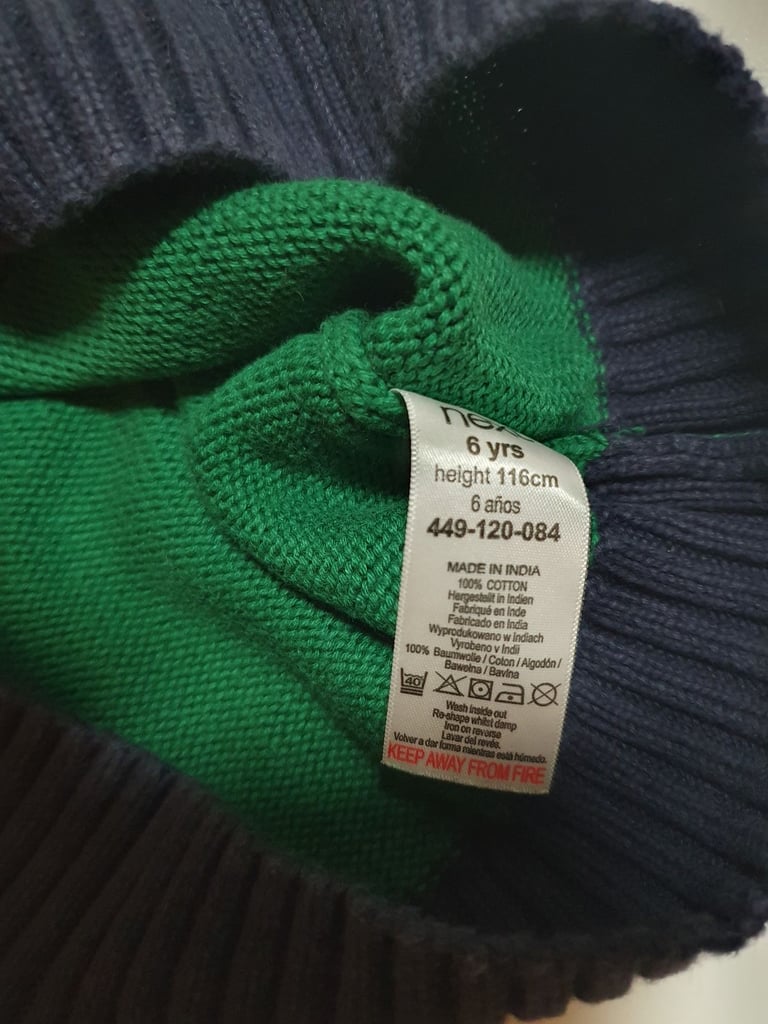 next
6 yrs
height 116cm
6 años
449-120-084
MADE IN INDIA
100% COTTON
Hergestellt in Indien
Fabriqué en Inde
Fabricado en India
Wyprodukowano w Indiach
Vyrobeno v Indii
100% Baumwolle / Coton / Algodón /
Bawełna / Bavlna
40
Wash inside out
Re-shape whilst damp
Iron on reverse
Lavar del revés.
Volver a dar forma mientras está húmedo.
KEEP AWAY FROM FIRE